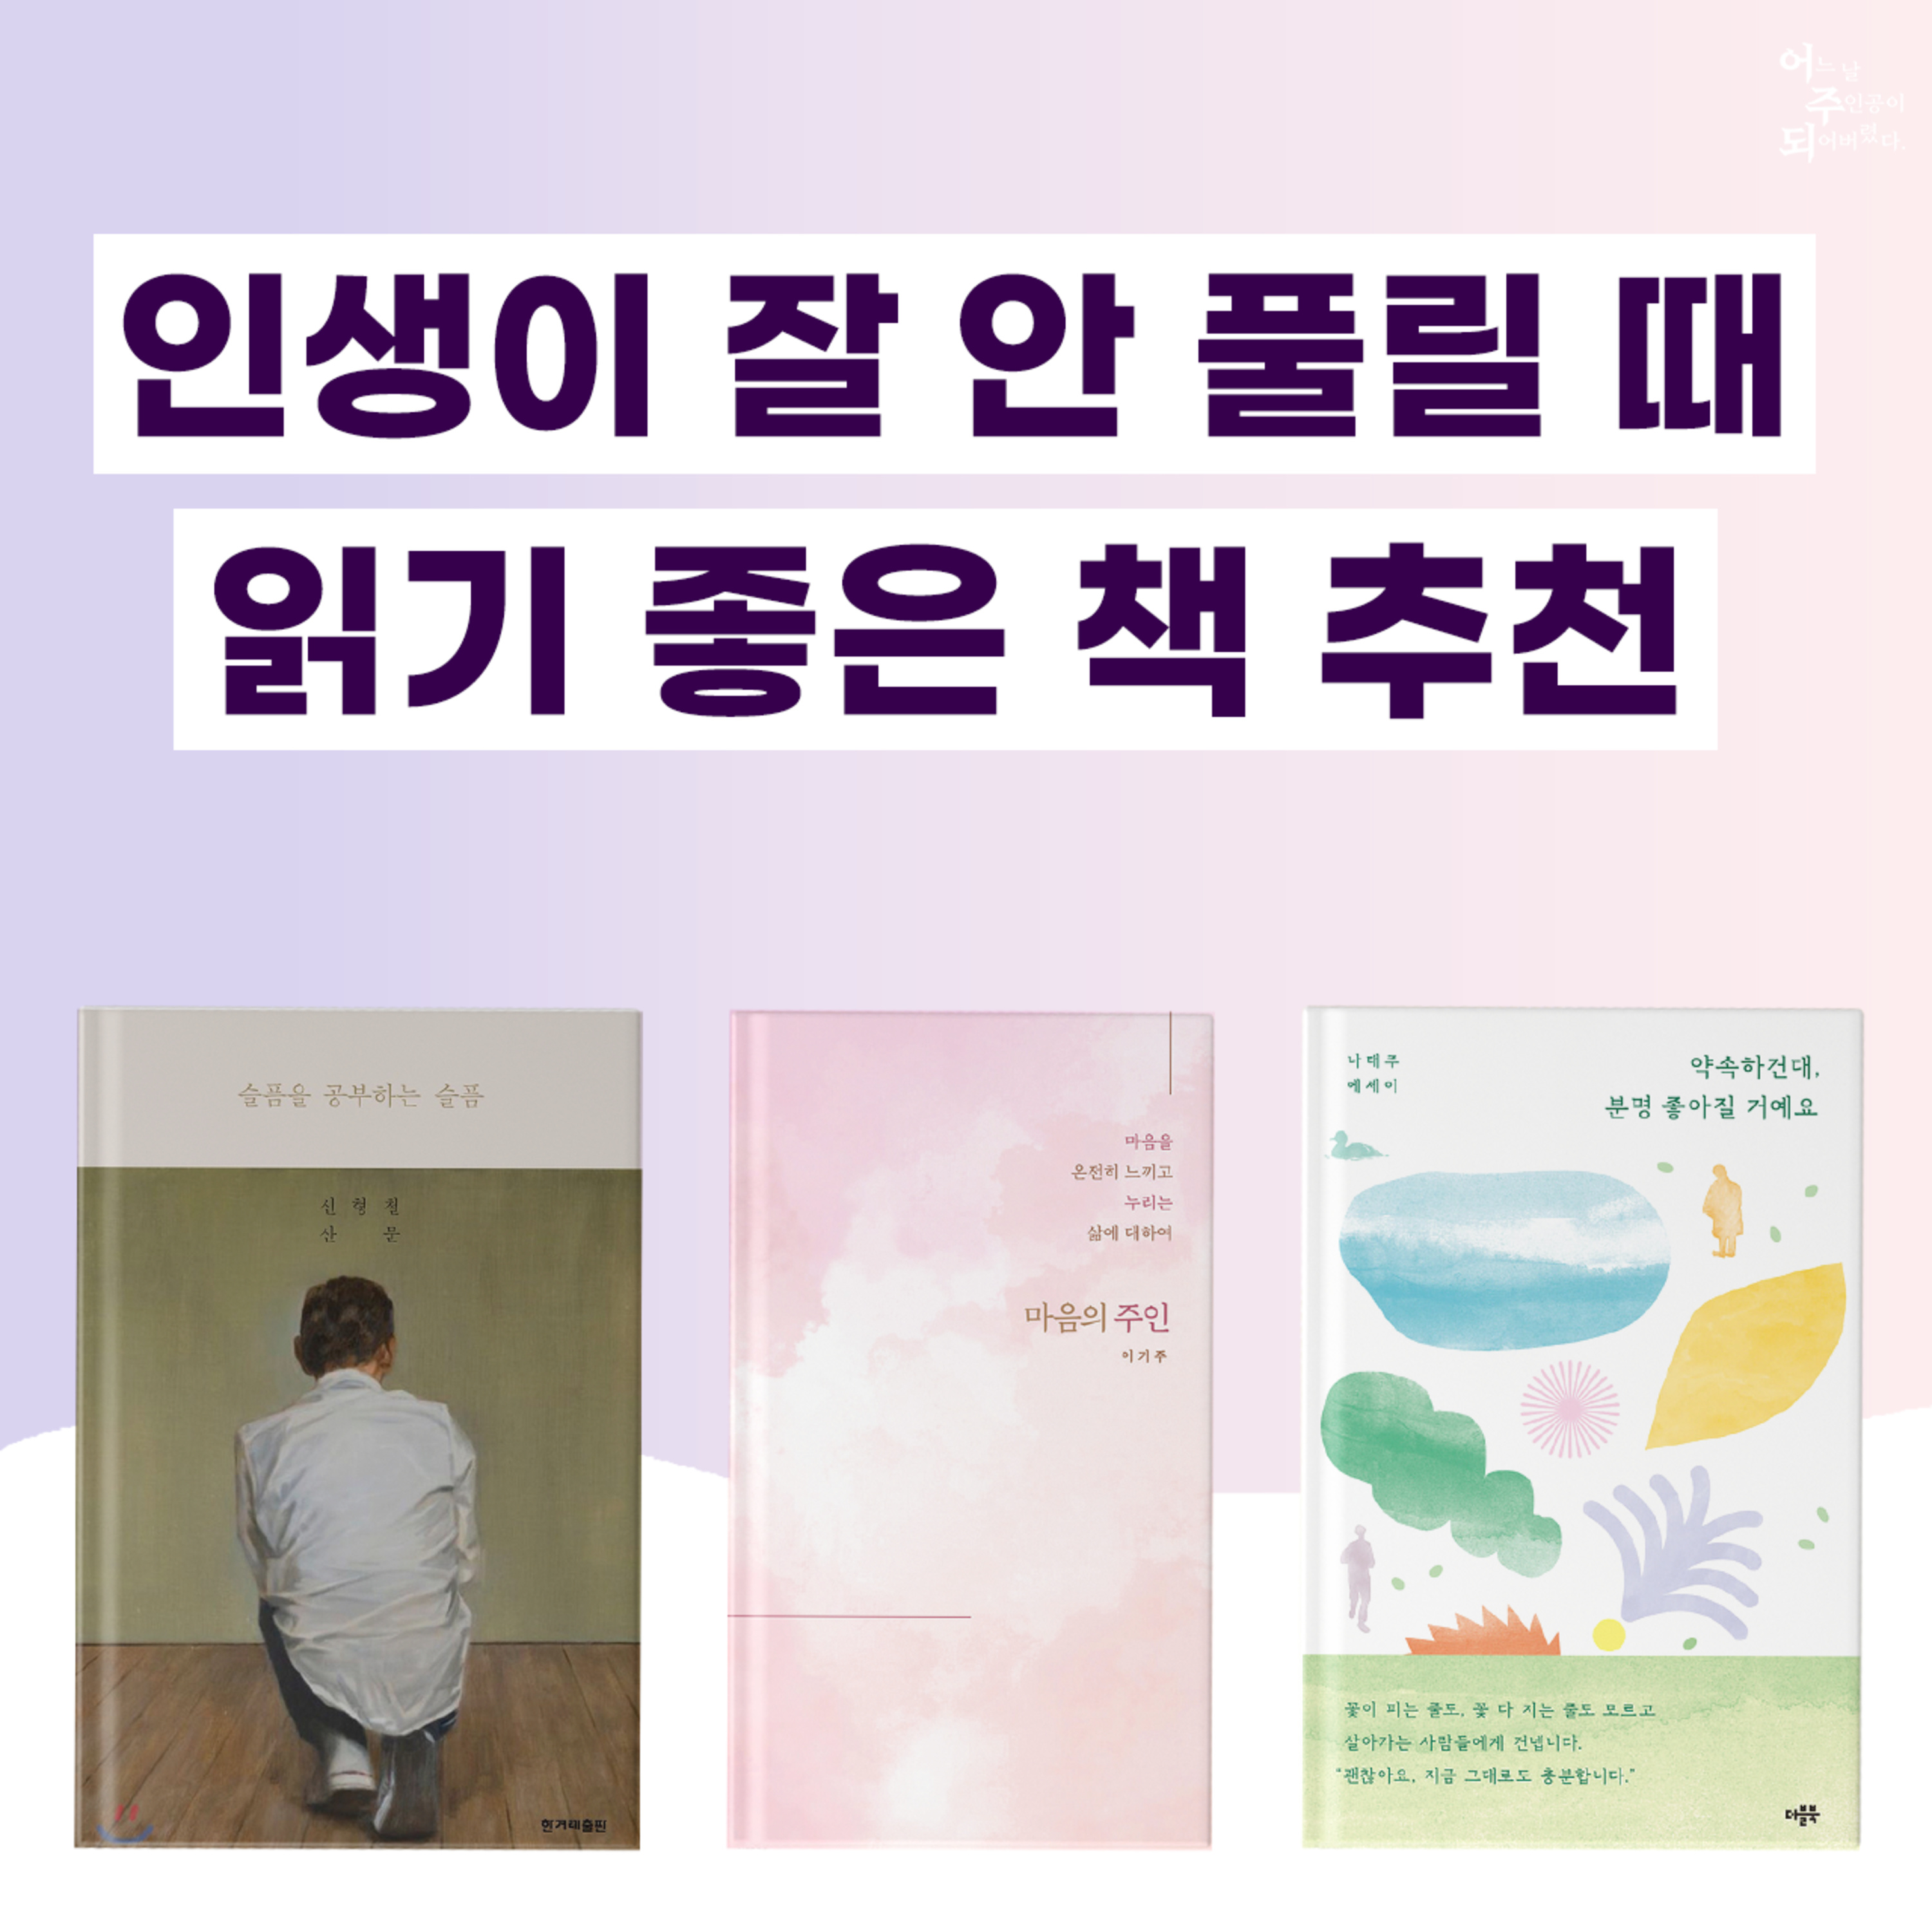 어느 날
주인공이
되어버렸다.
인생이 잘 안 풀릴 때
읽기 좋은 책 추천
슬픔을 공부하는 슬픔
신형철
산문
한겨레출판
마음을
온전히 느끼고
누리는
삶에 대하여
마음의 주인
이기주
나태주
에세이
약속하건대,
분명 좋아질 거예요
꽃이 피는 줄도, 꽃 다 지는 줄도 모르고
살아가는 사람들에게 건넵니다.
“괜찮아요, 지금 그대로도 충분합니다.”
더블북